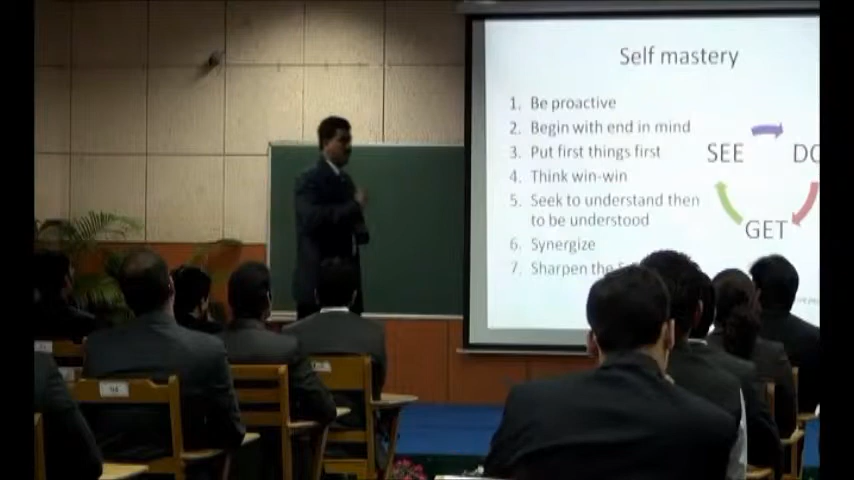 Self mastery
1. Be proactive
2. Begin with end in mind
3. Put first things first
4. Think win-win
5. Seek to understand then
to be understood
6. Synergize
7. Sharpen the
SEE
DO
GET